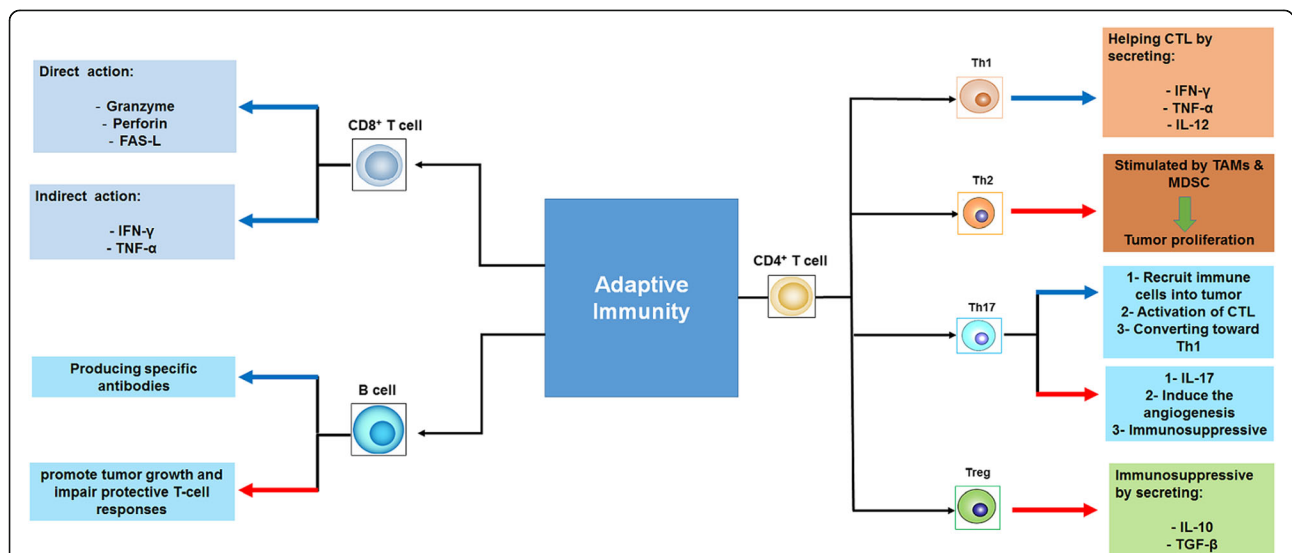 Direct action:
- Granzyme
- Perforin
- FAS-L
Indirect action:
- IFN-γ
- TNF-α
CD8⁺ T cell
Producing specific
antibodies
promote tumor growth and
impair protective T-cell
responses
B cell
Adaptive
Immunity
CD4⁺ T cell
Th1
Helping CTL by
secreting:
- IFN-γ
- TNF-α
- IL-12
Th2
Stimulated by TAMs &
MDSC
Tumor proliferation
Th17
1- Recruit immune
cells into tumor
2- Activation of CTL
3- Converting toward
Th1
1- IL-17
2- Induce the
angiogenesis
3- Immunosuppressive
Treg
Immunosuppressive
by secreting:
- IL-10
- TGF-β